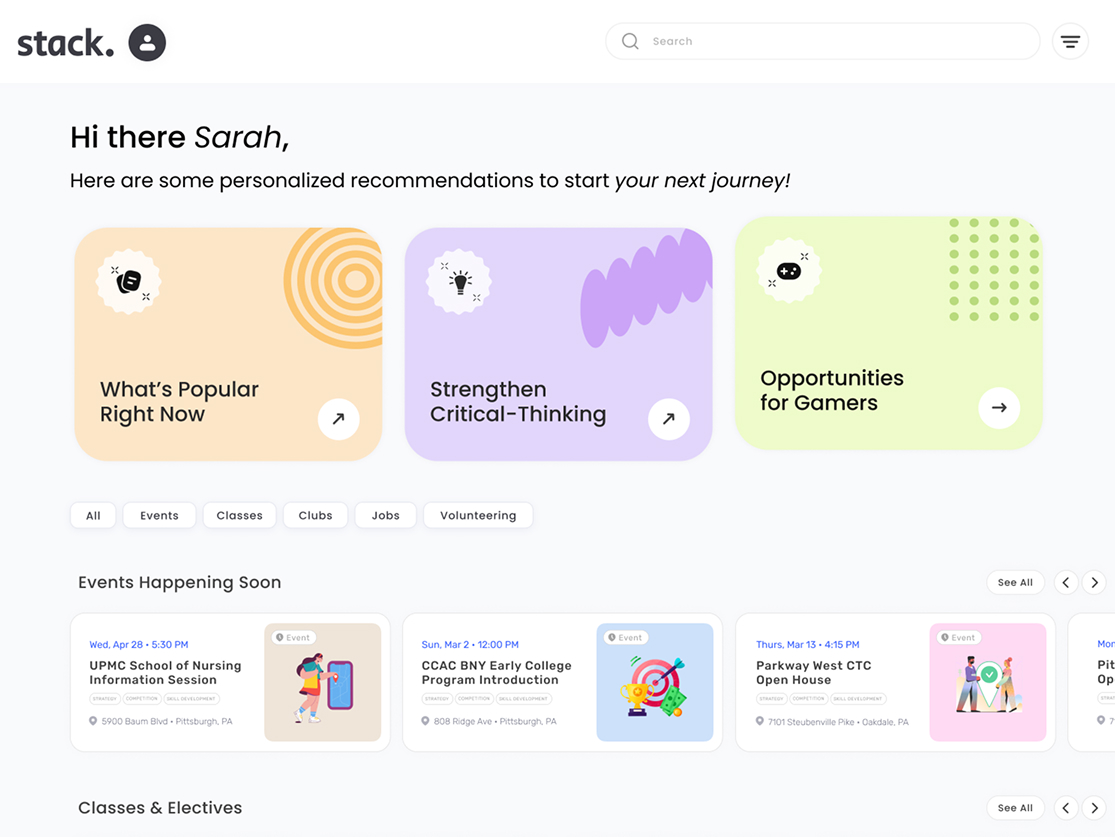 stack.
Search
Hi there Sarah,
Here are some personalized recommendations to start your next journey!
What's Popular
Right Now
Strengthen
Critical-Thinking
Opportunities
for Gamers
All
Events
Classes
Clubs
Jobs
Volunteering
Events Happening Soon
See All
Wed, Apr 28 • 5:30 PM
UPMC School of Nursing
Information Session
STRATEGY
COMPETITION
SKILL DEVELOPMENT
5900 Baum Blvd • Pittsburgh, PA
Event
Sun, Mar 2 • 12:00 PM
CCAC BNY Early College
Program Introduction
STRATEGY
COMPETITION
SKILL DEVELOPMENT
808 Ridge Ave • Pittsburgh, PA
Event
Thurs, Mar 13 • 4:15 PM
Parkway West CTC
Open House
STRATEGY
COMPETITION
SKILL DEVELOPMENT
7101 Steubenville Pike • Oakdale, PA
Event
Mon
Pit
Op
7
Classes & Electives
See All